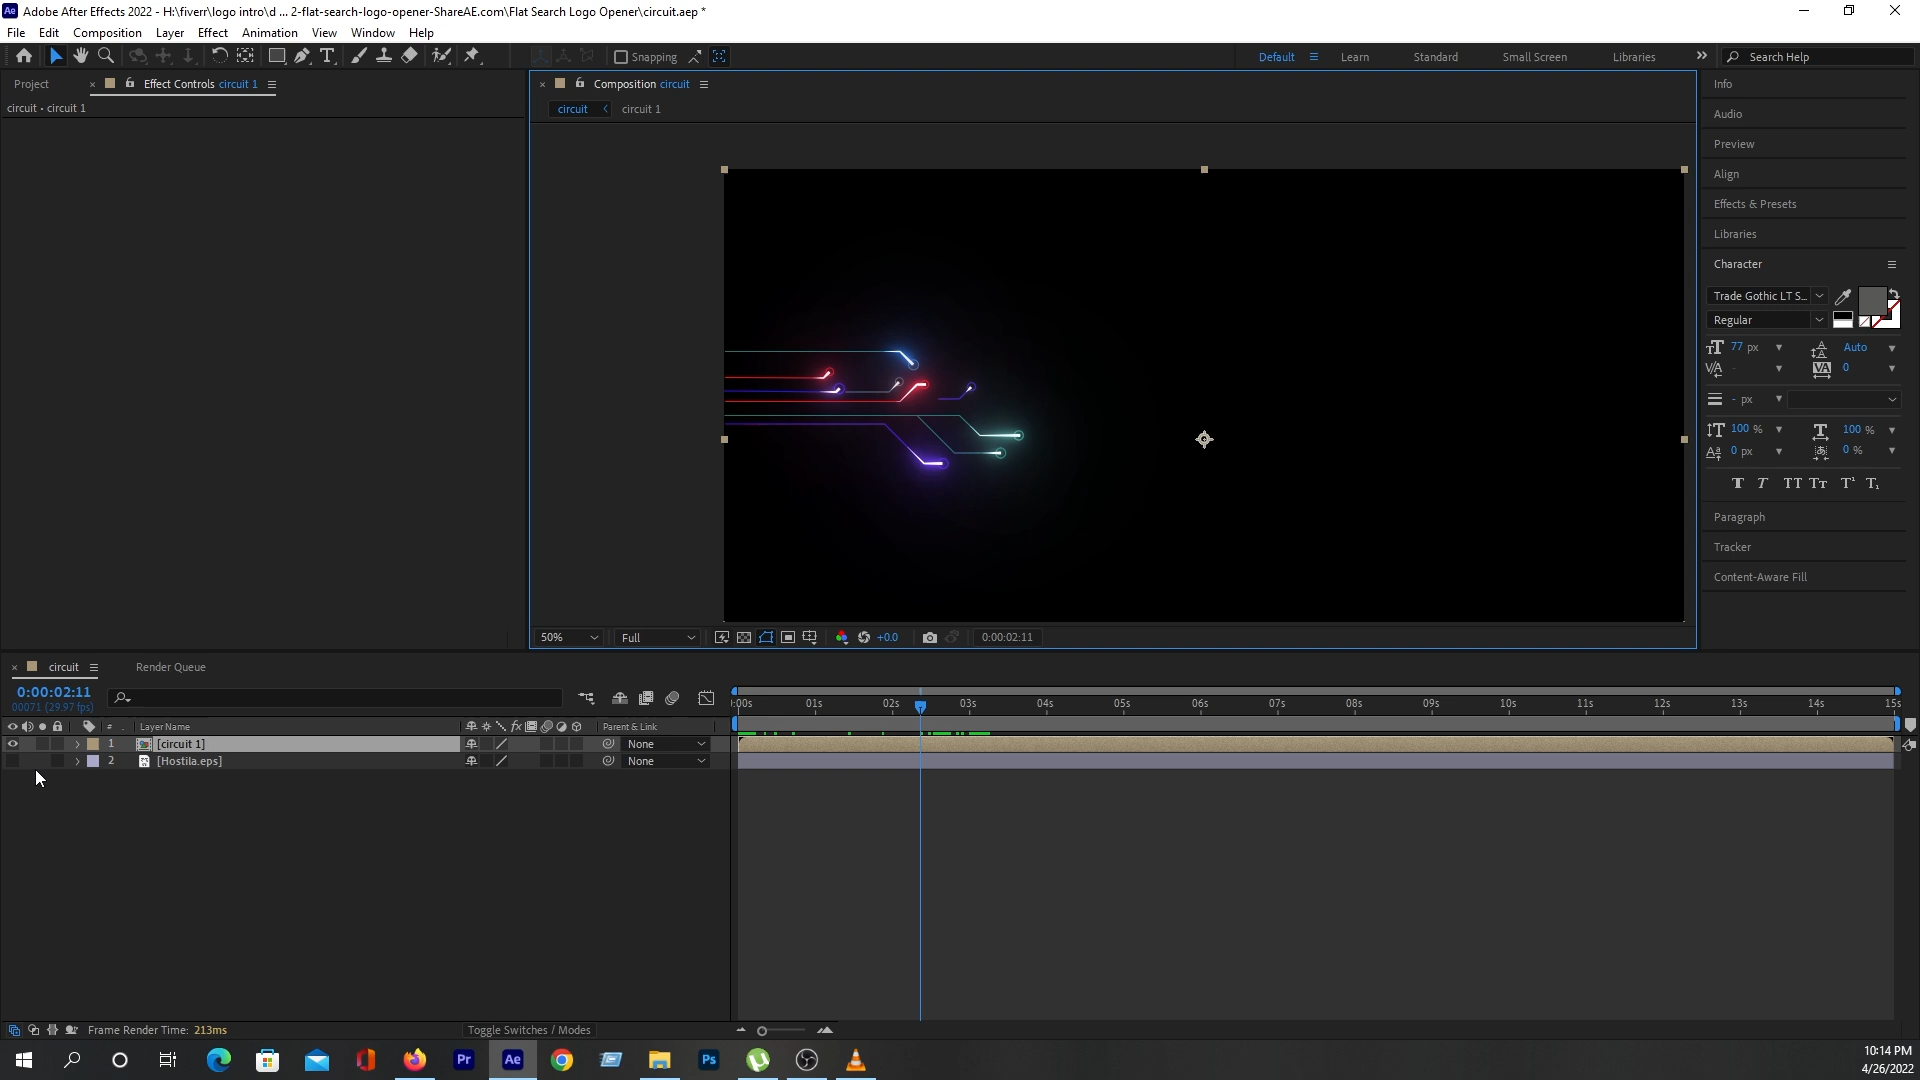 Adobe After Effects 2022 - H:\fiverr\logo intro\d ... 2-flat-search-logo-opener-ShareAE.com\Flat Search Logo Opener\circuit.aep *
File Edit Composition Layer Effect Animation View Window Help
Snapping
Default Learn Standard Small Screen Libraries Search Help
Project
Effect Controls circuit 1
circuit • circuit 1
Composition circuit
circuit circuit 1
50% Full +0.0 0:00:02:11
Info
Audio
Preview
Align
Effects & Presets
Libraries
Character
Trade Gothic LT S...
Regular
77 px Auto
- 0
- px
100 % 100 %
0 px 0 %
Paragraph
Tracker
Content-Aware Fill
circuit Render Queue
0:00:02:11
00071 (29.97 fps)
:00s 01s 02s 03s 04s 05s 06s 07s 08s 09s 10s 11s 12s 13s 14s 15s
# Layer Name fx Parent & Link
1 [circuit 1] None
2 [Hostila.eps] None
Frame Render Time: 213ms
Toggle Switches / Modes
Pr Ae Ps
10:14 PM
4/26/2022